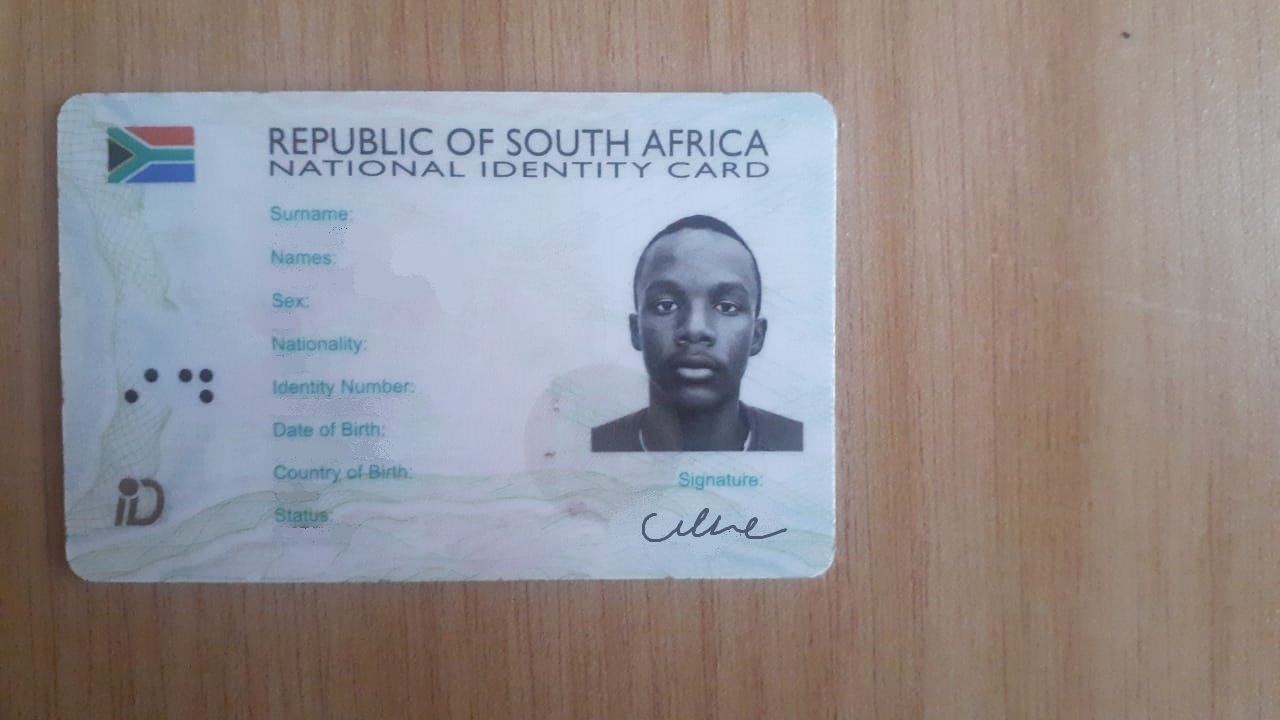 REPUBLIC OF SOUTH AFRICA
NATIONAL IDENTITY CARD
Surname:
Names:
Sex:
Nationality:
Identity Number:
Date of Birth:
Country of Birth:
Status:
Signature:
iD